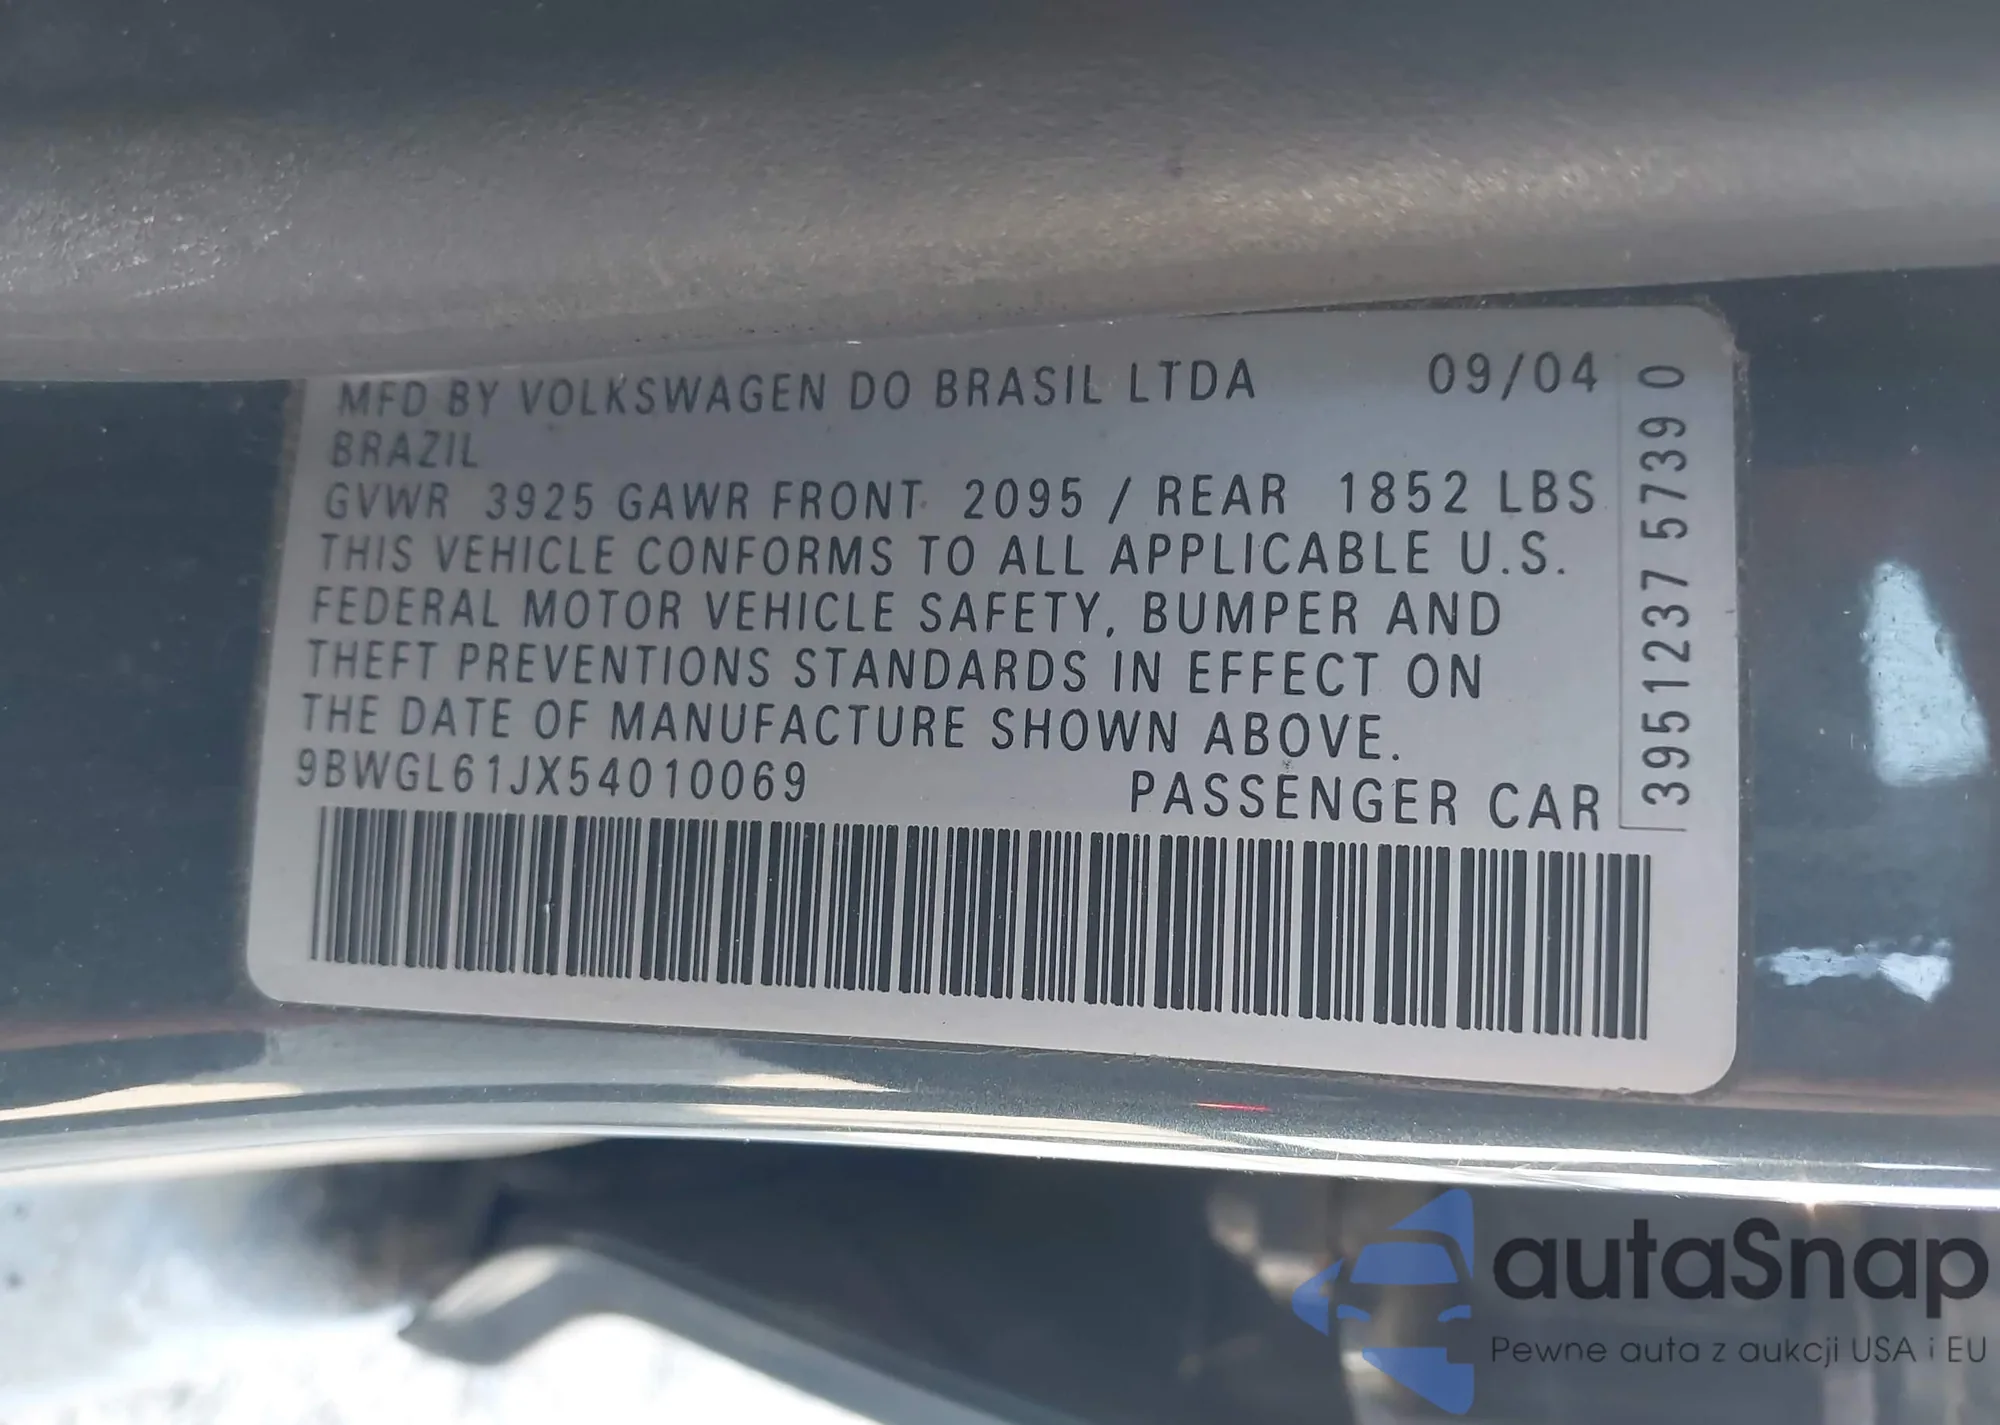 MFD BY VOLKSWAGEN DO BRASIL LTDA 09/04
BRAZIL
GVWR 3925 GAWR FRONT 2095 / REAR 1852 LBS
THIS VEHICLE CONFORMS TO ALL APPLICABLE U.S.
FEDERAL MOTOR VEHICLE SAFETY, BUMPER AND
THEFT PREVENTIONS STANDARDS IN EFFECT ON
THE DATE OF MANUFACTURE SHOWN ABOVE.
9BWGL61JX54010069 PASSENGER CAR
3951237 5739 0
autaSnap
Pewne auta z aukcji USA i EU